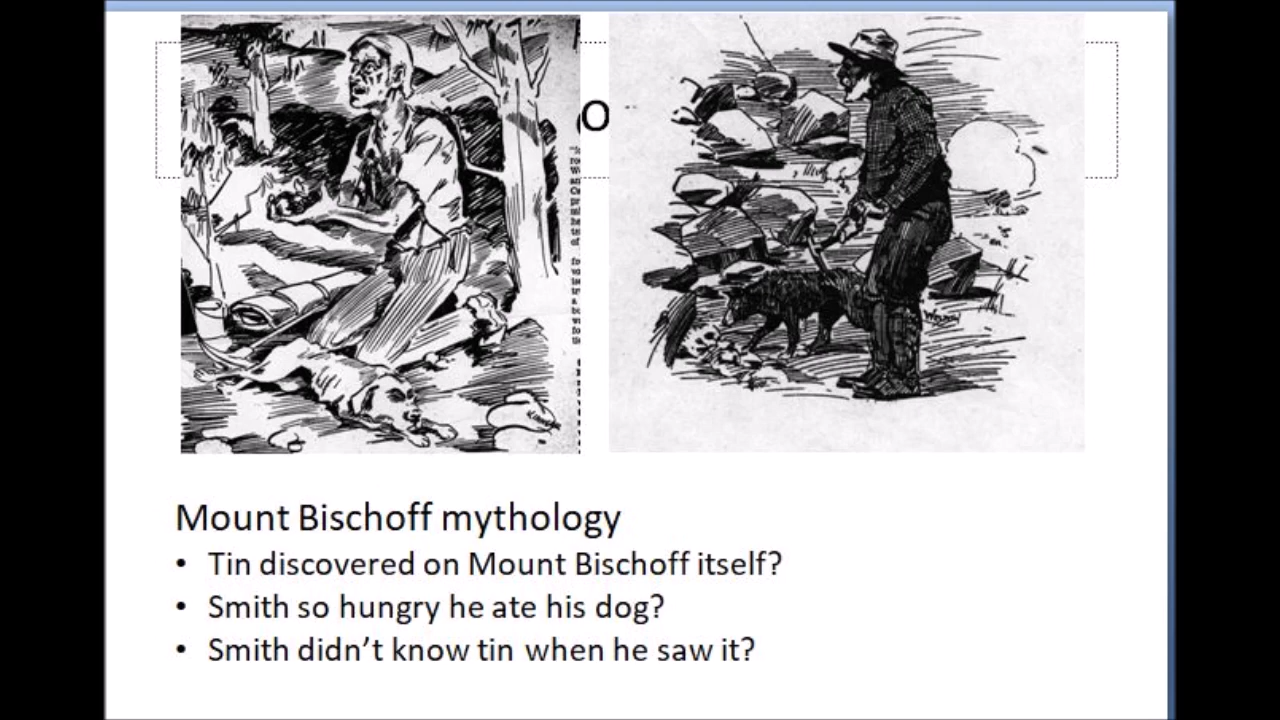 Mount Bischoff mythology
• Tin discovered on Mount Bischoff itself?
• Smith so hungry he ate his dog?
• Smith didn’t know tin when he saw it?